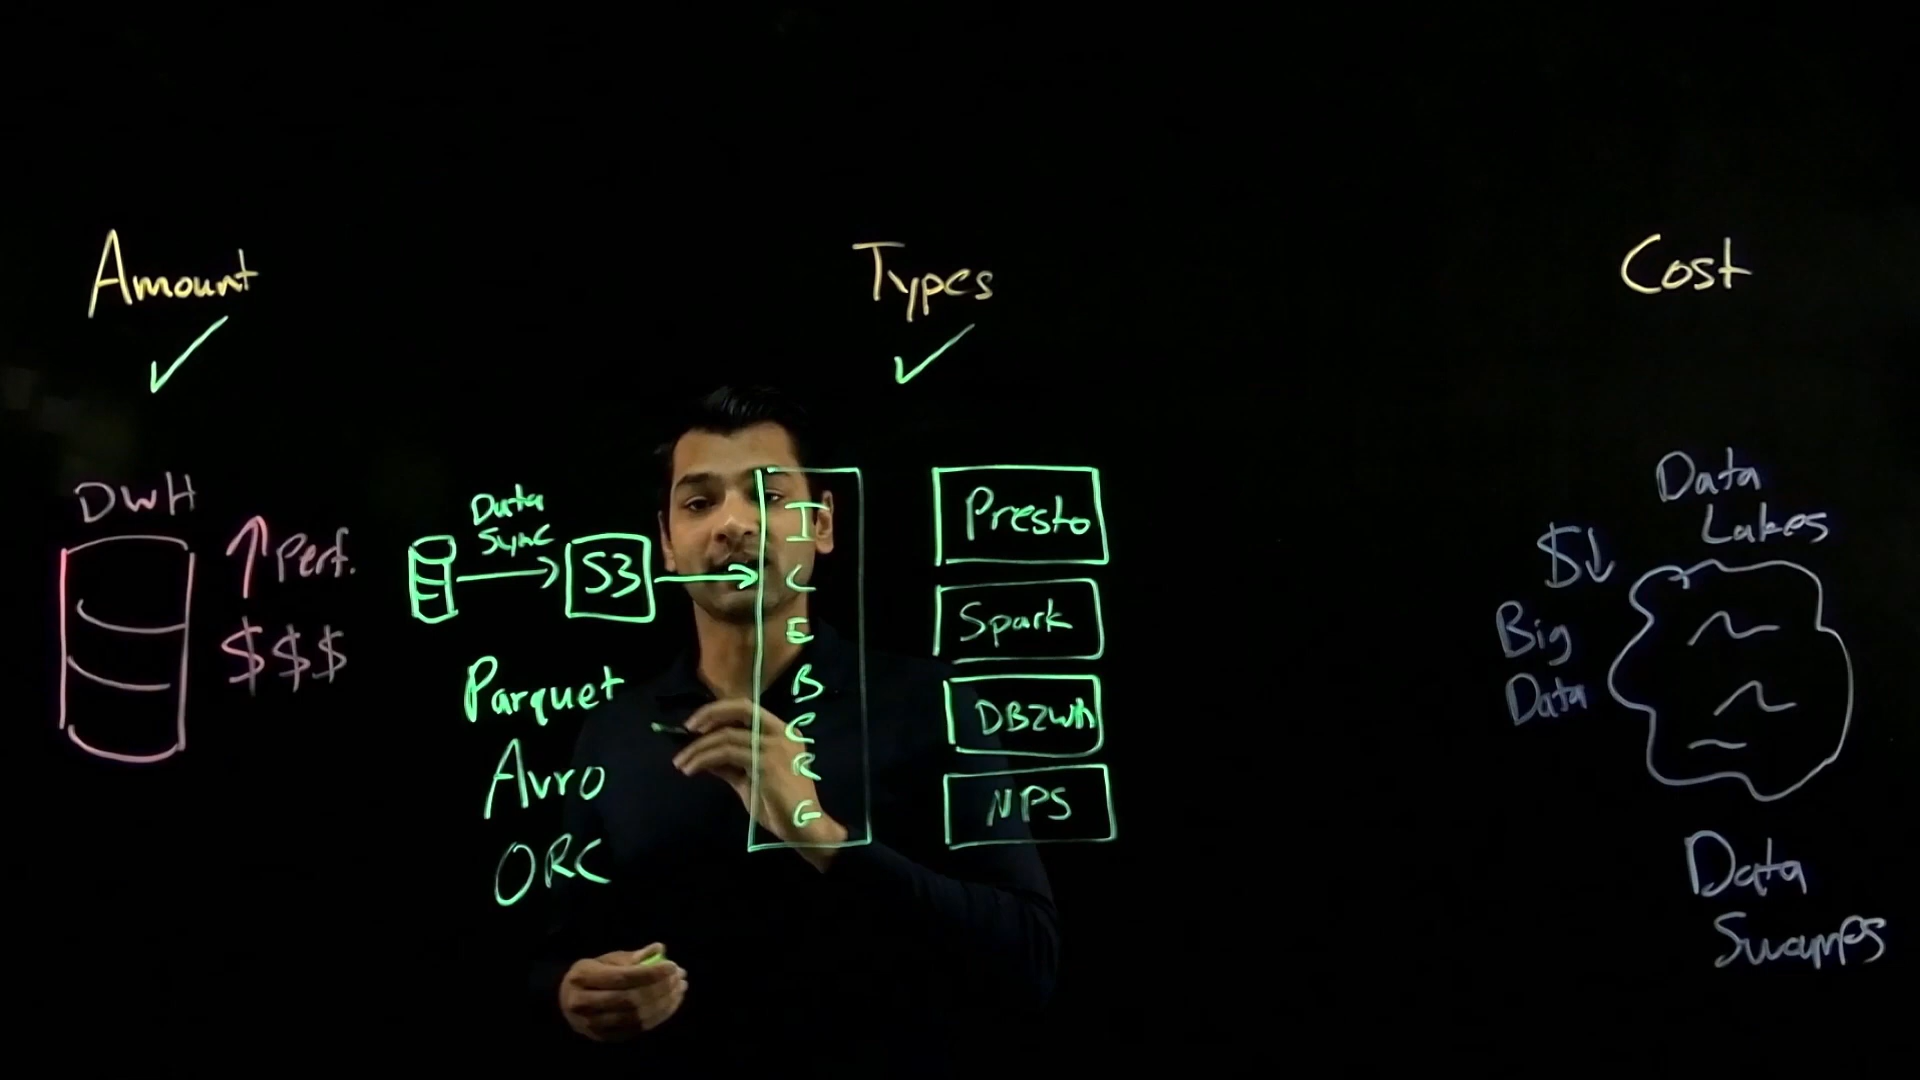 Amount
Types
Cost
DWH
↑ Perf.
$$$
Data
Sync
S3
Parquet
Avro
ORC
I
C
E
B
E
R
G
Presto
Spark
DB2wh
NPS
Data
Lakes
$↓
Big
Data
Data
Swamps